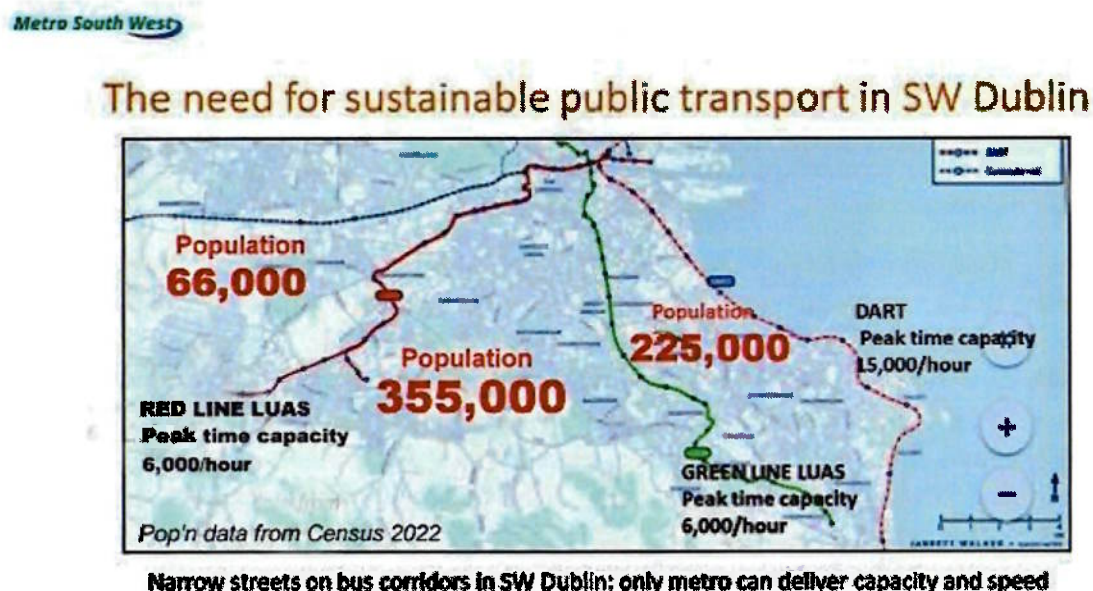 Metro South West
The need for sustainable public transport in SW Dublin
Population
66,000
Population
225,000
DART
Peak time capacity
15,000/hour
Population
355,000
RED LINE LUAS
Peak time capacity
6,000/hour
GREEN LINE LUAS
Peak time capacity
6,000/hour
Pop'n data from Census 2022
+
−
JARRETT WALKER +
Narrow streets on bus corridors in SW Dublin: only metro can deliver capacity and speed